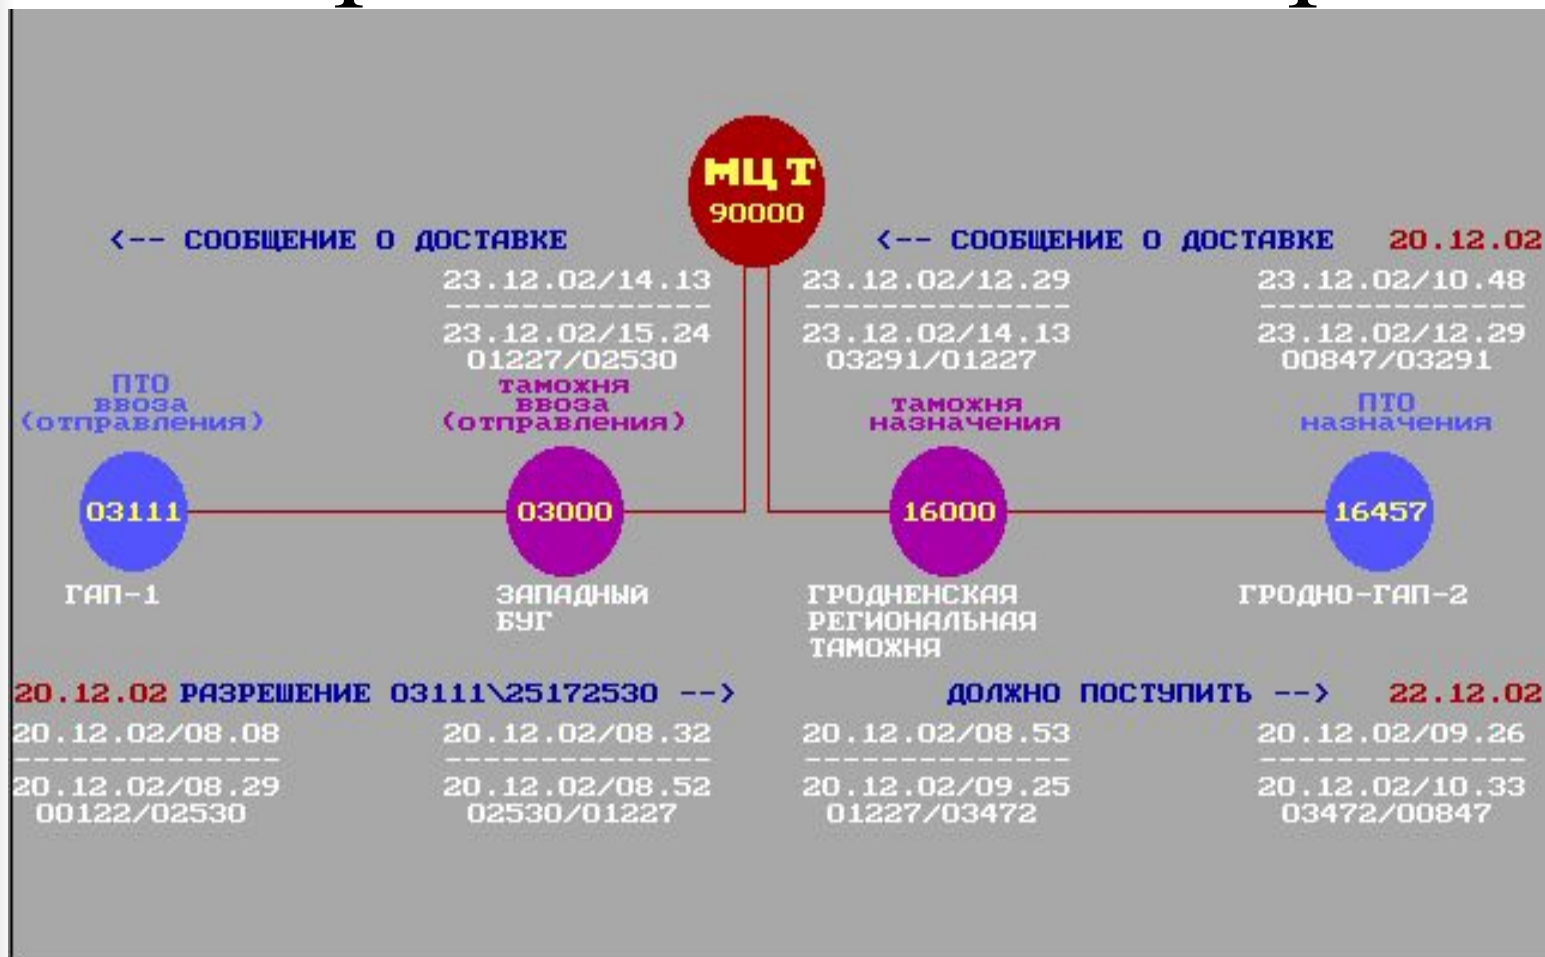 МЦТ
90000
<-- СООБЩЕНИЕ О ДОСТАВКЕ
<-- СООБЩЕНИЕ О ДОСТАВКЕ 20.12.02
23.12.02/14.13 23.12.02/12.29 23.12.02/10.48
-------------- -------------- --------------
23.12.02/15.24 23.12.02/14.13 23.12.02/12.29
01227/02530 03291/01227 00847/03291
ПТО
ввоза
(отправления)
таможня
ввоза
(отправления)
таможня
назначения
ПТО
назначения
03111 03000 16000 16457
ГАП-1
ЗАПАДНЫЙ
БУГ
ГРОДНЕНСКАЯ
РЕГИОНАЛЬНАЯ
ТАМОЖНЯ
ГРОДНО-ГАП-2
20.12.02 РАЗРЕШЕНИЕ 03111\25172530 -->
ДОЛЖНО ПОСТУПИТЬ --> 22.12.02
20.12.02/08.08 20.12.02/08.32 20.12.02/08.53 20.12.02/09.26
-------------- -------------- -------------- --------------
20.12.02/08.29 20.12.02/08.52 20.12.02/09.25 20.12.02/10.33
00122/02530 02530/01227 01227/03472 03472/00847